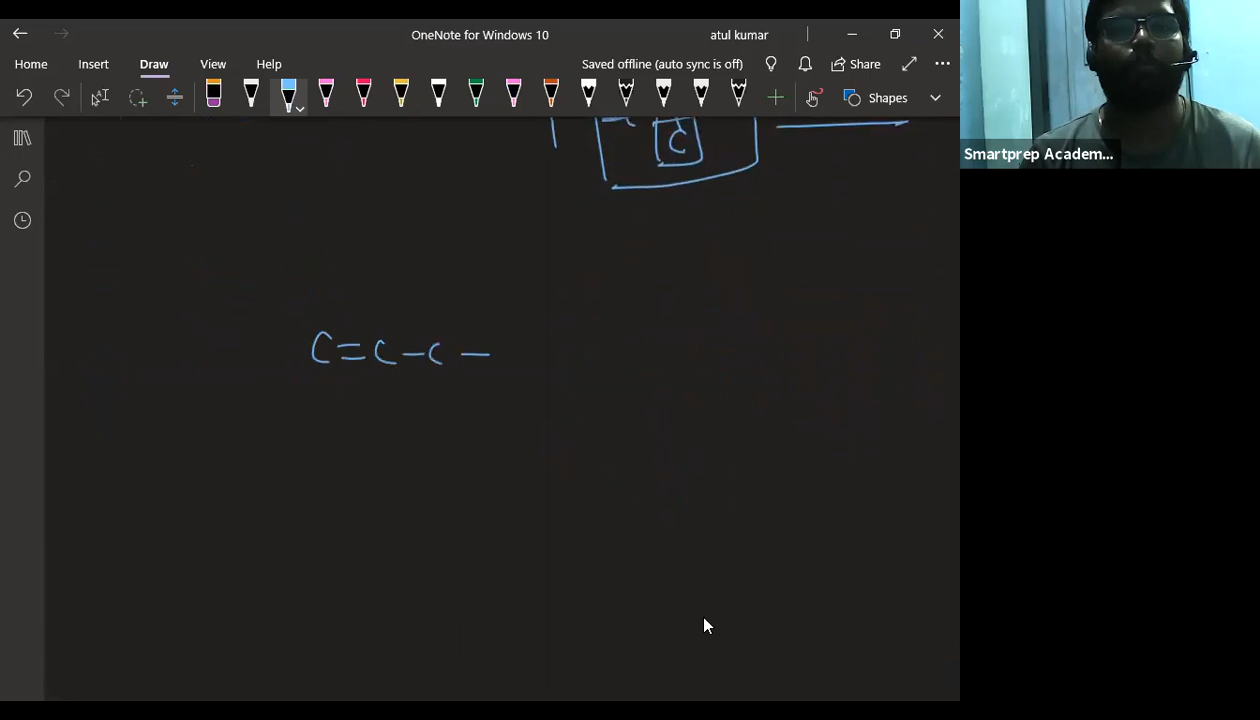 OneNote for Windows 10
atul kumar
Home Insert Draw View Help
Saved offline (auto sync is off)
Share
Shapes
Smartprep Academ...
C
C=C-C-